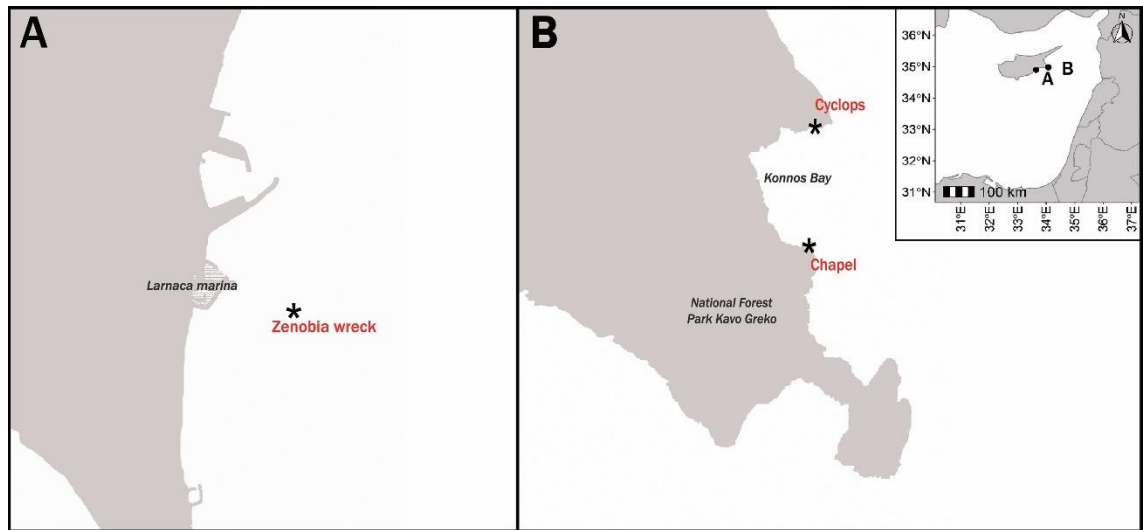 A
Larnaca marina
Zenobia wreck
B
Cyclops
Konnos Bay
Chapel
National Forest
Park Kavo Greko
N
36°N
35°N
34°N
33°N
32°N
31°N
B
A
100 km
31°E
32°E
33°E
34°E
35°E
36°E
37°E